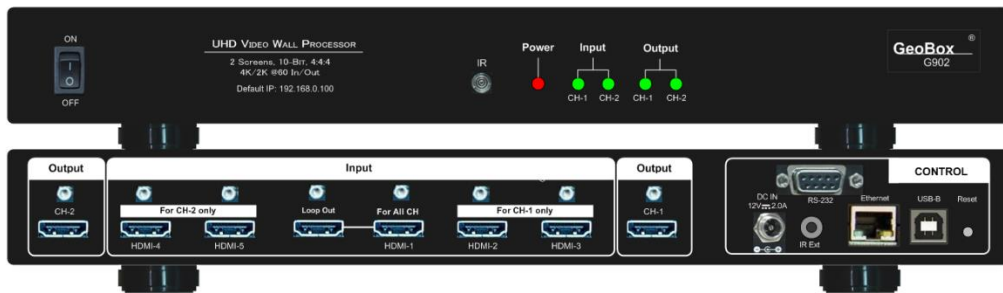 ON
OFF
UHD VIDEO WALL PROCESSOR
2 SCREENS, 10-BIT, 4:4:4
4K/2K @60 IN/OUT
Default IP: 192.168.0.100
IR
Power
Input
Output
CH-1
CH-2
CH-1
CH-2
GeoBox ®
G902
Output
Input
Output
CONTROL
CH-2
For CH-2 only
Loop Out
For All CH
For CH-1 only
CH-1
HDMI-4
HDMI-5
HDMI-1
HDMI-2
HDMI-3
DC IN
12V⎓2.0A
RS-232
IR Ext
Ethernet
USB-B
Reset